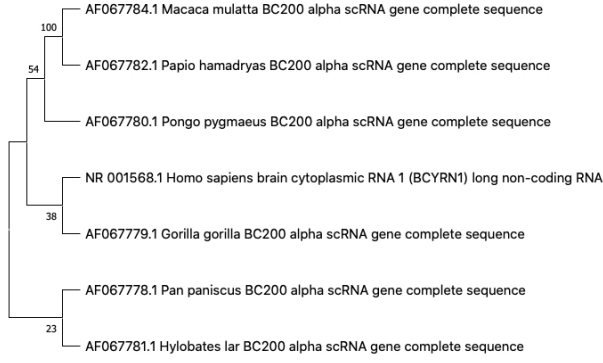 AF067784.1 Macaca mulatta BC200 alpha scRNA gene complete sequence
100
AF067782.1 Papio hamadryas BC200 alpha scRNA gene complete sequence
54
AF067780.1 Pongo pygmaeus BC200 alpha scRNA gene complete sequence
NR 001568.1 Homo sapiens brain cytoplasmic RNA 1 (BCYRN1) long non-coding RNA
38
AF067779.1 Gorilla gorilla BC200 alpha scRNA gene complete sequence
AF067778.1 Pan paniscus BC200 alpha scRNA gene complete sequence
23
AF067781.1 Hylobates lar BC200 alpha scRNA gene complete sequence